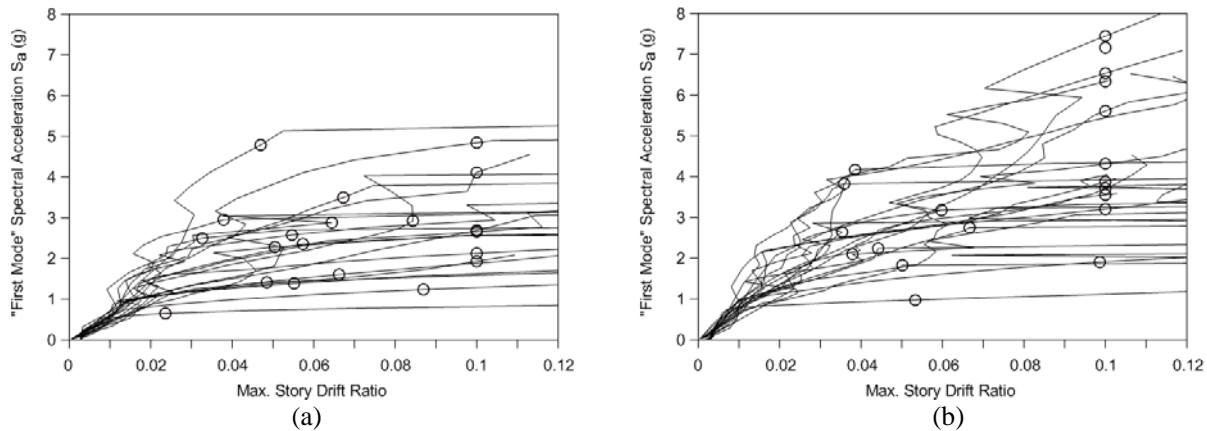 8
7
6
5
4
3
2
1
0
"First Mode" Spectral Acceleration Sa (g)
0 0.02 0.04 0.06 0.08 0.1 0.12
Max. Story Drift Ratio
(a)
8
7
6
5
4
3
2
1
0
"First Mode" Spectral Acceleration Sa (g)
0 0.02 0.04 0.06 0.08 0.1 0.12
Max. Story Drift Ratio
(b)